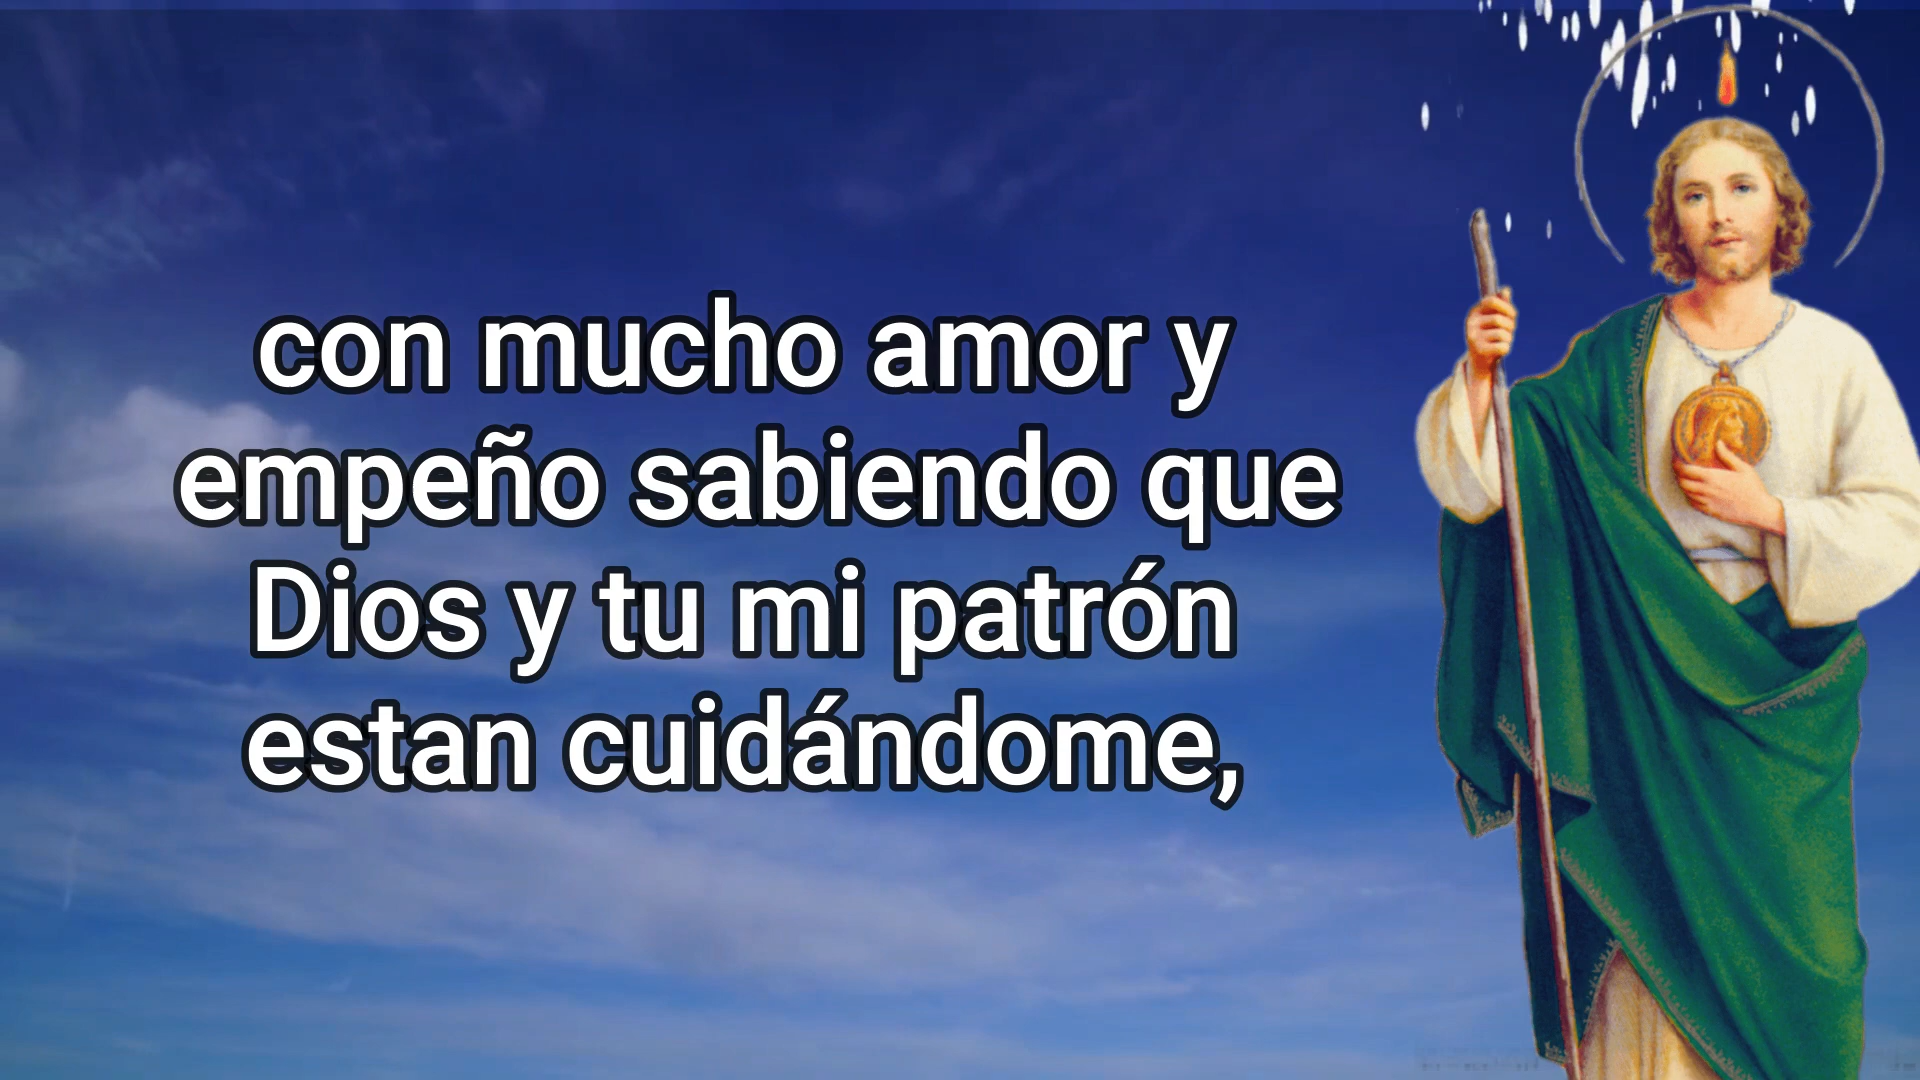 con mucho amor y
empeño sabiendo que
Dios y tu mi patrón
estan cuidándome,